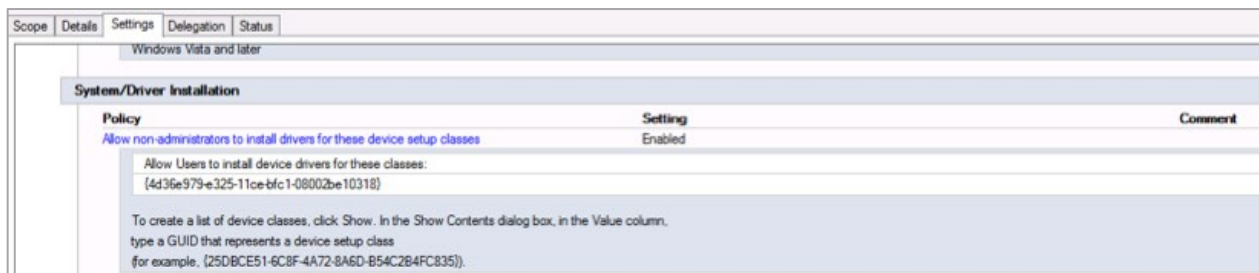 Scope Details Settings Delegation Status
Windows Vista and later
System/Driver Installation
Policy Setting Comment
Allow non-administrators to install drivers for these device setup classes Enabled
Allow Users to install device drivers for these classes:
{4d36e979-e325-11ce-bfc1-08002be10318}
To create a list of device classes, click Show. In the Show Contents dialog box, in the Value column,
type a GUID that represents a device setup class
(for example, {25DBCE51-6C8F-4A72-8A6D-B54C2B4FC835}).